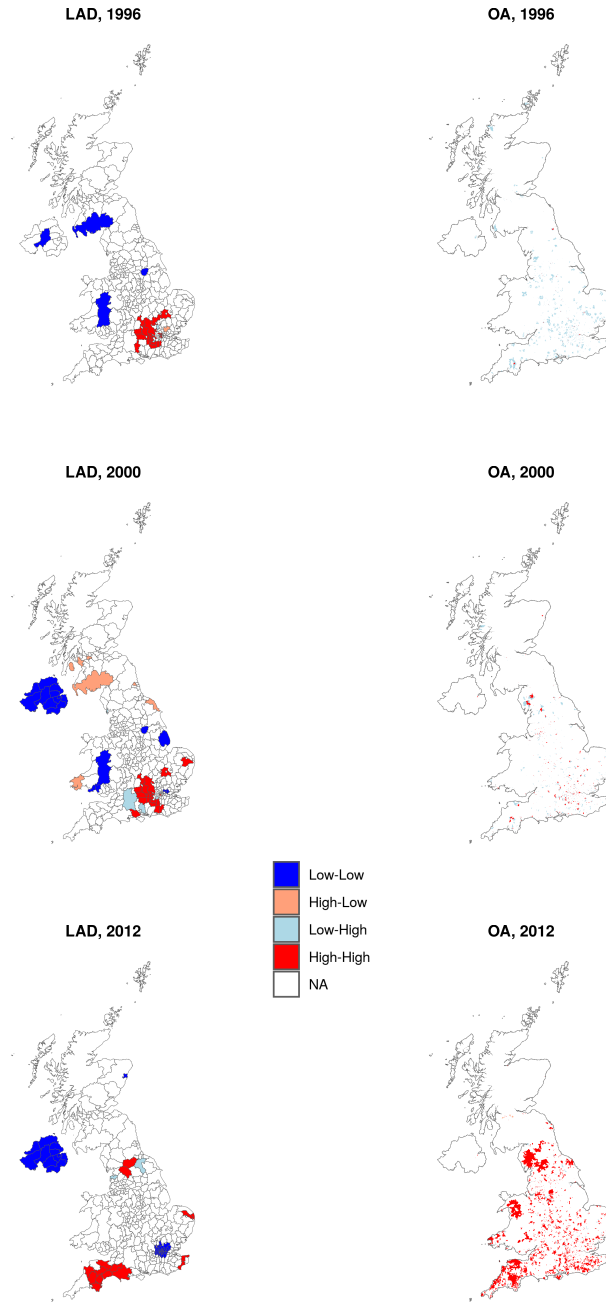 LAD, 1996
OA, 1996
LAD, 2000
OA, 2000
Low-Low
High-Low
Low-High
High-High
NA
LAD, 2012
OA, 2012